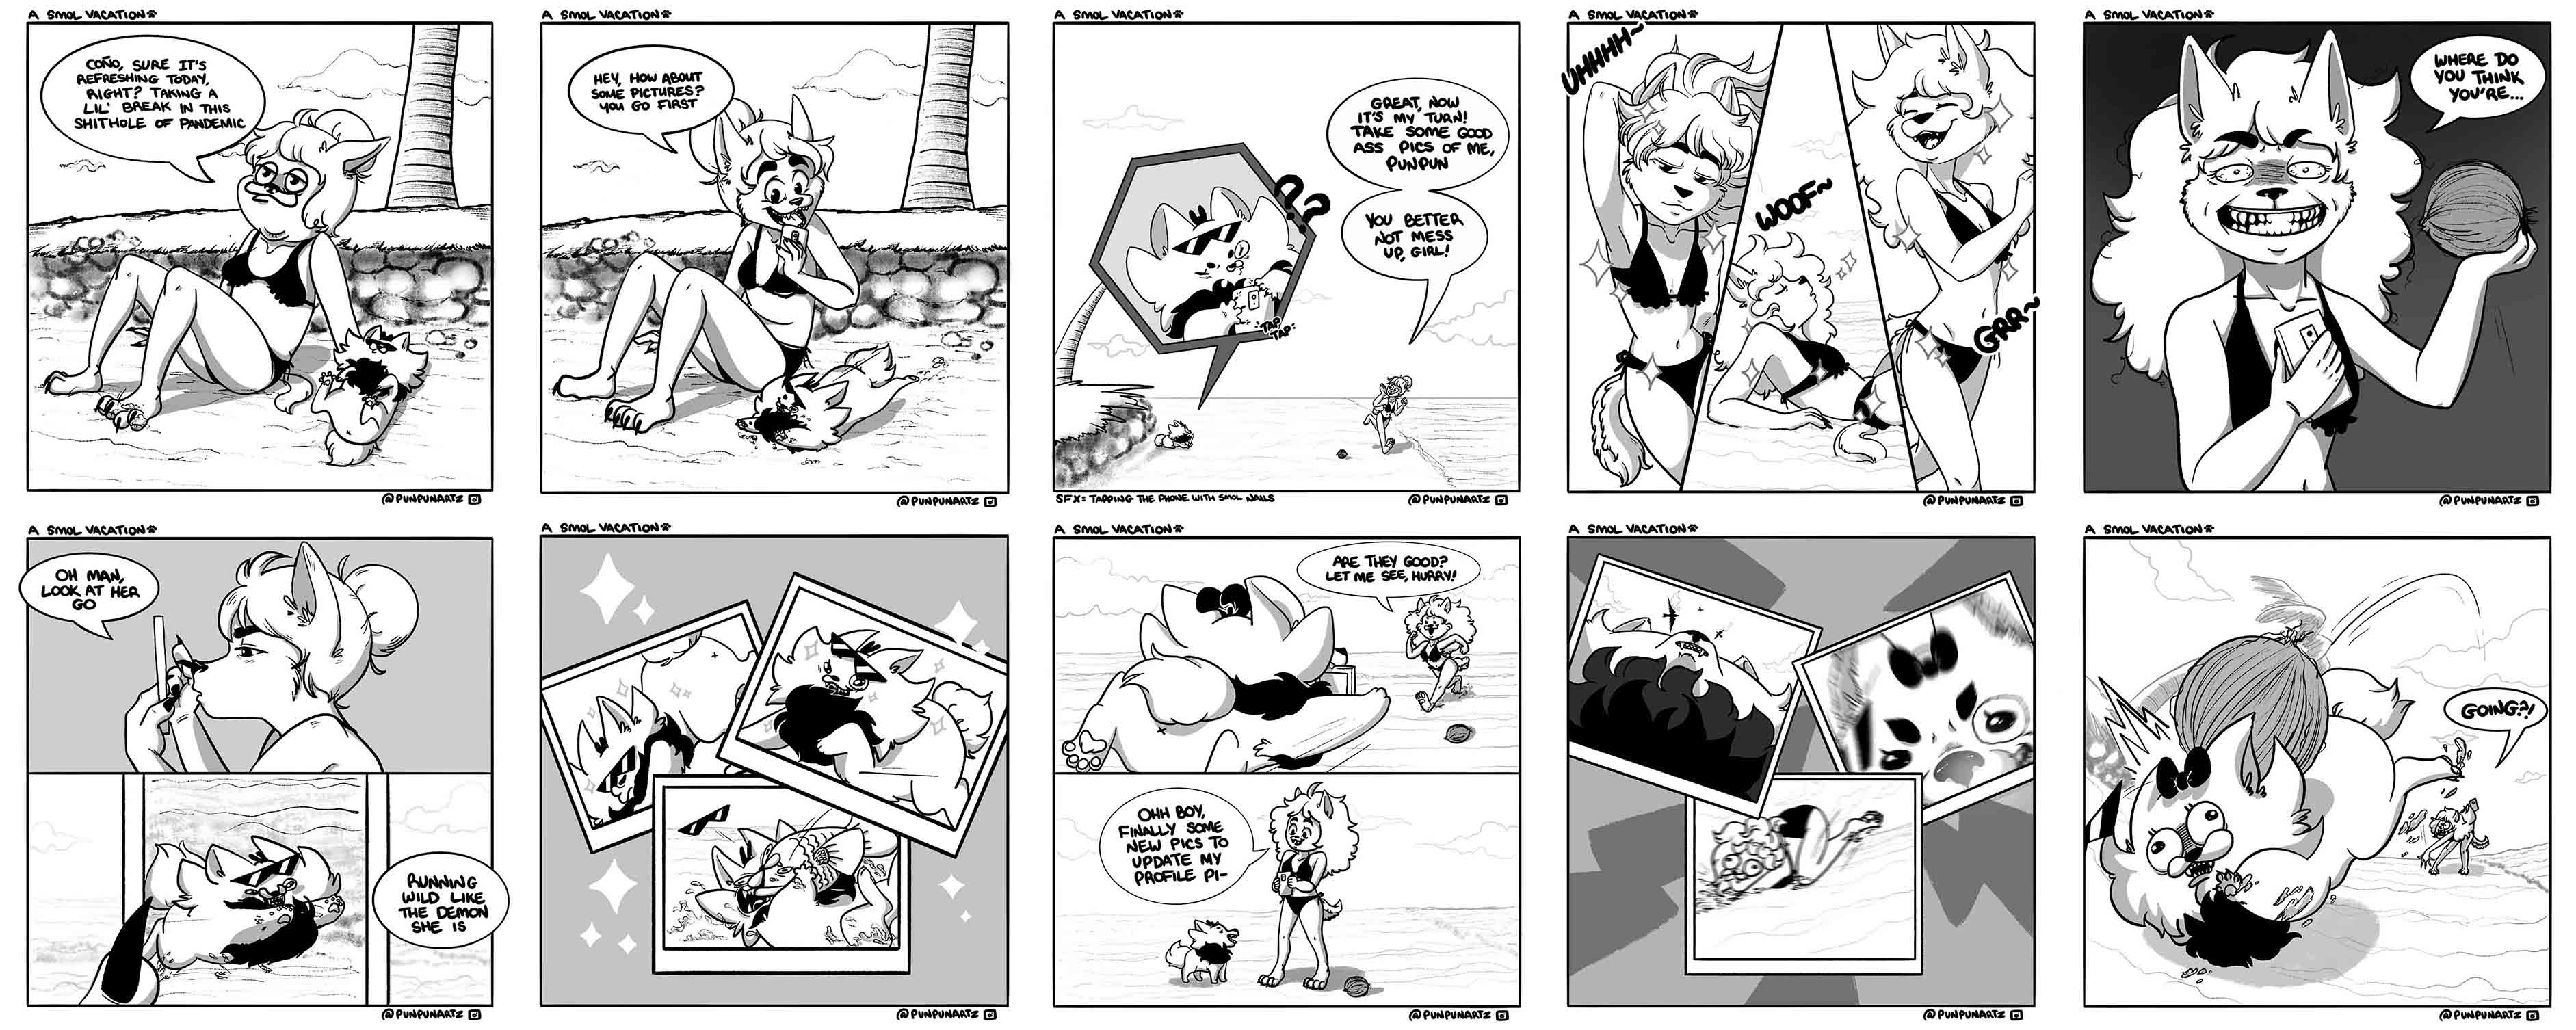 A SMOL VACATION
COÑO, SURE IT'S
REFRESHING TODAY,
RIGHT? TAKING A
LIL' BREAK IN THIS
SHITHOLE OF PANDEMIC
@PUNPUNARTZ
A SMOL VACATION
HEY, HOW ABOUT
SOME PICTURES?
YOU GO FIRST
@PUNPUNARTZ
A SMOL VACATION
GREAT, NOW
IT'S MY TURN!
TAKE SOME GOOD
ASS PICS OF ME,
PUNPUN
??
TAP
TAP
YOU BETTER
NOT MESS
UP, GIRL!
SFX= TAPPING THE PHONE WITH SMOL NAILS
@PUNPUNARTZ
A SMOL VACATION
UHHHH~
WOOF~
GRR~
@PUNPUNARTZ
A SMOL VACATION
WHERE DO
YOU THINK
YOU'RE...
@PUNPUNARTZ
A SMOL VACATION
OH MAN,
LOOK AT HER
GO
RUNNING
WILD LIKE
THE DEMON
SHE IS
@PUNPUNARTZ
A SMOL VACATION
@PUNPUNARTZ
A SMOL VACATION
ARE THEY GOOD?
LET ME SEE, HURRY!
OHH BOY,
FINALLY SOME
NEW PICS TO
UPDATE MY
PROFILE PI-
@PUNPUNARTZ
A SMOL VACATION
@PUNPUNARTZ
A SMOL VACATION
GOING?!
@PUNPUNARTZ